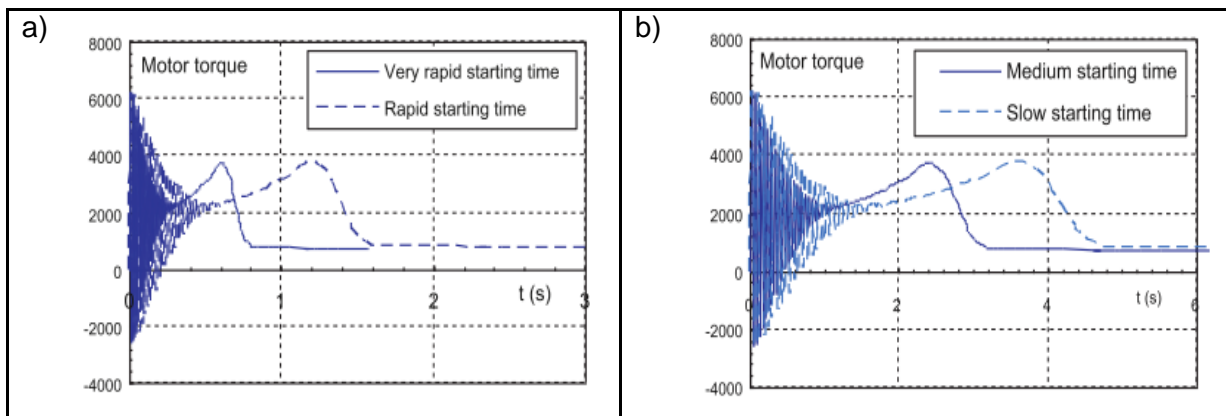 a)
8000
Motor torque
Very rapid starting time
Rapid starting time
6000
4000
2000
0
0
1
2
3
t (s)
-2000
-4000
b)
8000
Motor torque
Medium starting time
Slow starting time
6000
4000
2000
0
0
2
4
6
t (s)
-2000
-4000